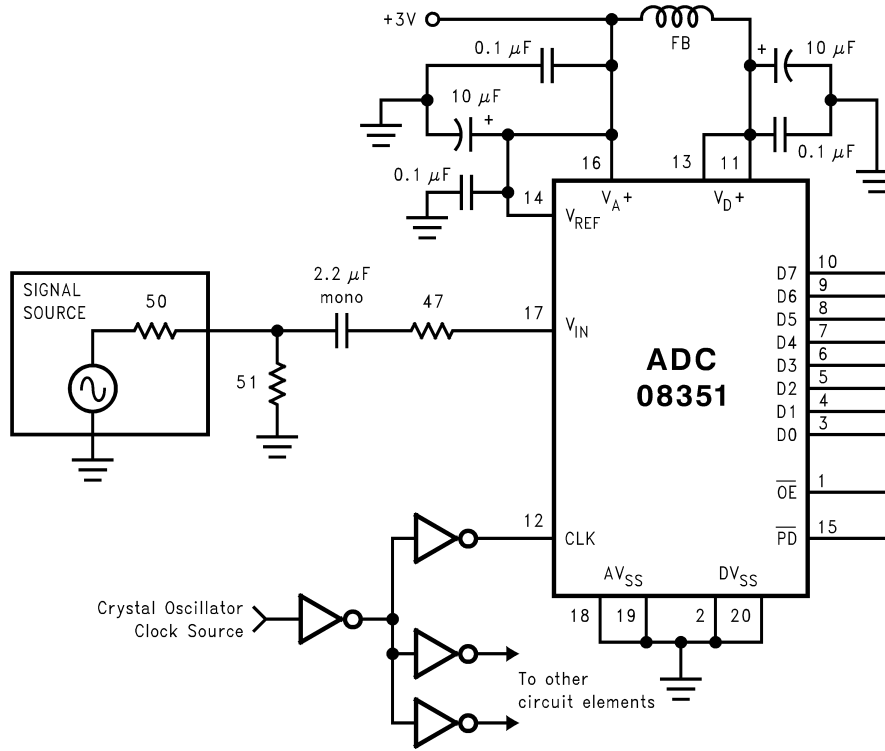 +3V
FB
0.1 µF
+ 10 µF
10 µF +
0.1 µF
0.1 µF
16
13
11
14
V_A+
V_D+
V_REF
SIGNAL
SOURCE
50
2.2 µF
mono
47
17
V_IN
51
ADC
08351
D7 10
D6 9
D5 8
D4 7
D3 6
D2 5
D1 4
D0 3
O̅E̅ 1
P̅D̅ 15
12
CLK
AV_SS
DV_SS
18
19
2
20
Crystal Oscillator
Clock Source
To other
circuit elements